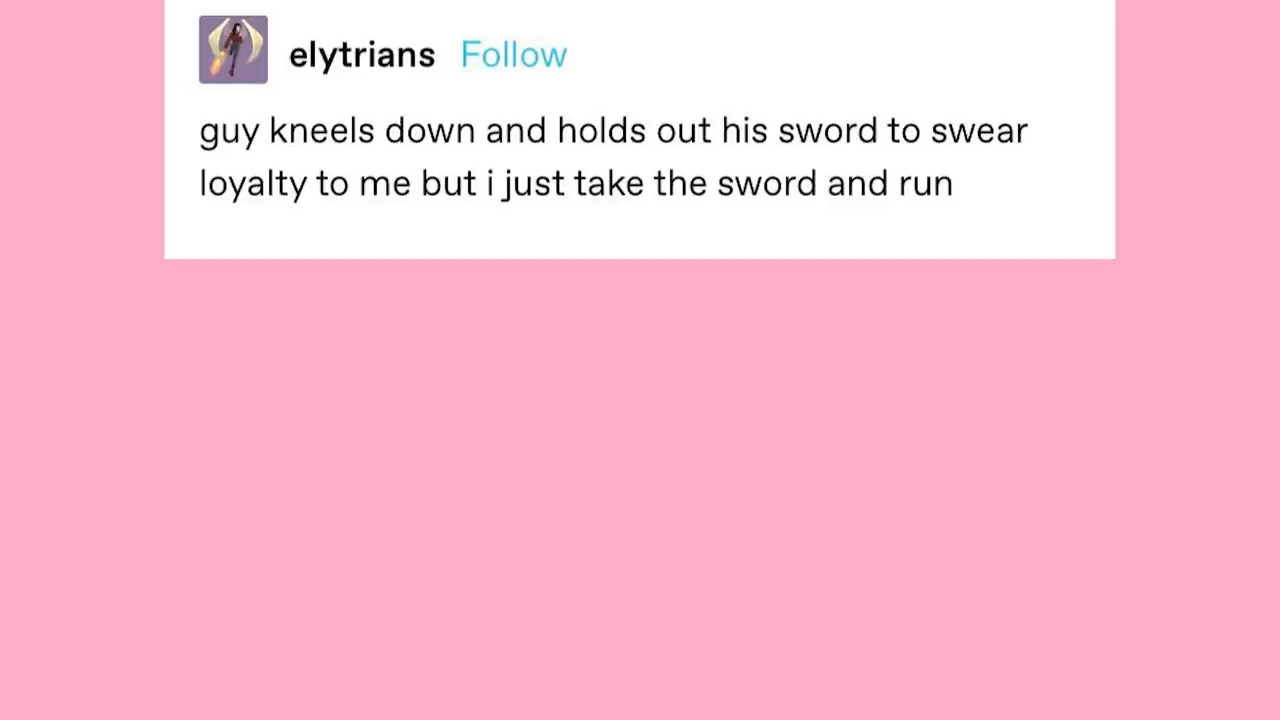 elytrians Follow
guy kneels down and holds out his sword to swear
loyalty to me but i just take the sword and run